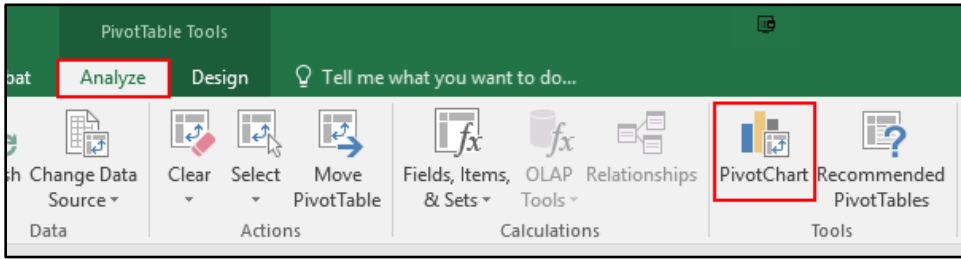 PivotTable Tools
bat Analyze Design Tell me what you want to do...
sh Change Data Clear Select Move Fields, Items, OLAP Relationships PivotChart Recommended
Source PivotTable & Sets Tools PivotTables
Data Actions Calculations Tools